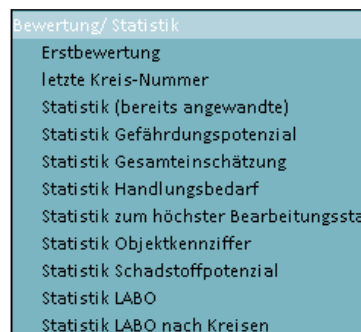 Bewertung/ Statistik
Erstbewertung
letzte Kreis-Nummer
Statistik (bereits angewandte)
Statistik Gefährdungspotenzial
Statistik Gesamteinschätzung
Statistik Handlungsbedarf
Statistik zum höchster Bearbeitungssta
Statistik Objektkennziffer
Statistik Schadstoffpotenzial
Statistik LABO
Statistik LABO nach Kreisen